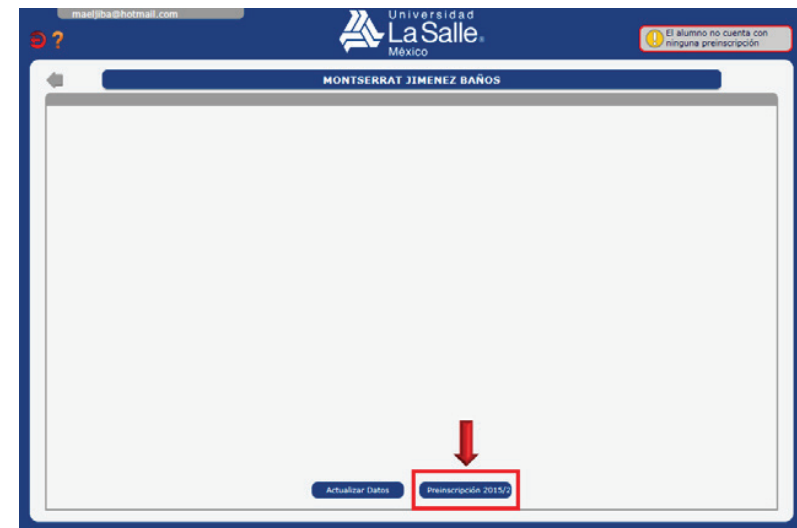 maeljiba@hotmail.com
?
Universidad
La Salle®
México
El alumno no cuenta con
ninguna preinscripción
MONTSERRAT JIMENEZ BAÑOS
Actualizar Datos
Preinscripción 2015/2